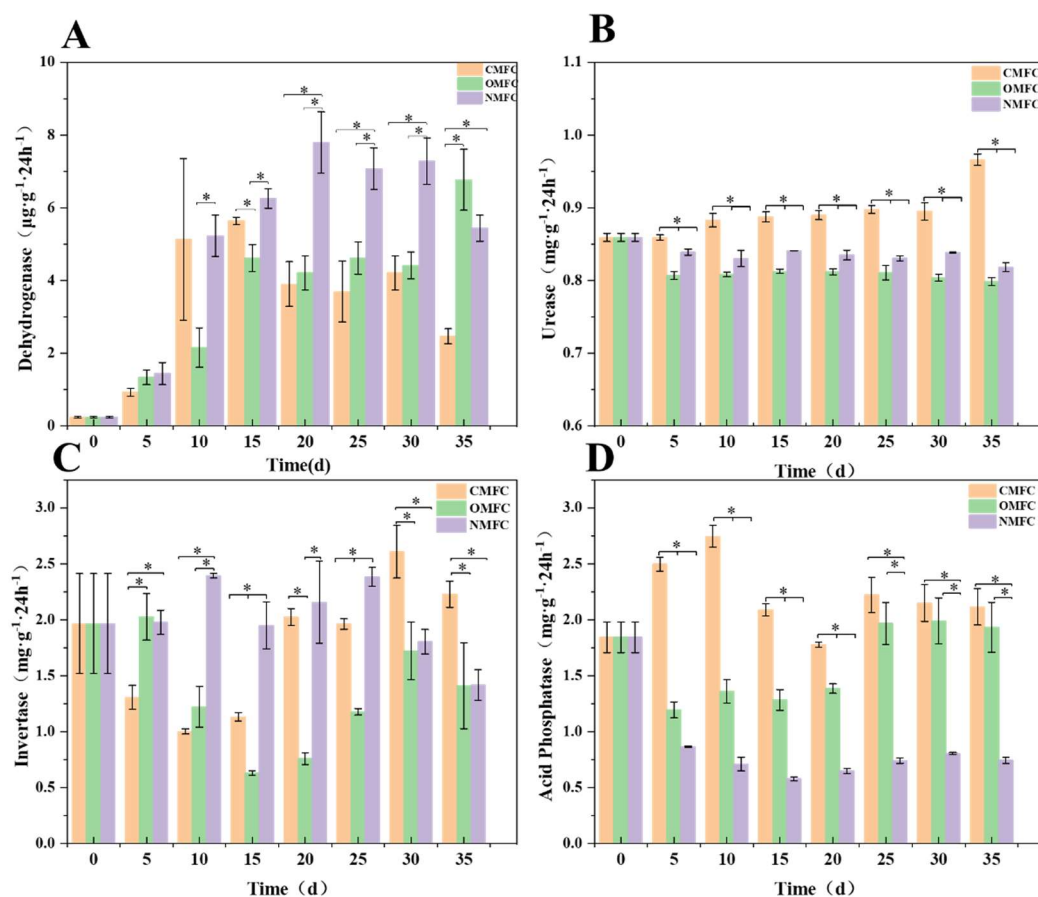 A
Dehydrogenase（μg·g⁻¹·24h⁻¹）
10
8
6
4
2
0
CMFC
OMFC
NMFC
*
*
*
*
*
*
*
*
*
*
*
0 5 10 15 20 25 30 35
Time(d)
B
Urease（mg·g⁻¹·24h⁻¹）
1.1
1.0
0.9
0.8
0.7
0.6
CMFC
OMFC
NMFC
*
*
*
*
*
*
*
0 5 10 15 20 25 30 35
Time（d）
C
Invertase（mg·g⁻¹·24h⁻¹）
3.0
2.5
2.0
1.5
1.0
0.5
0.0
CMFC
OMFC
NMFC
*
*
*
*
*
*
*
*
*
*
*
*
0 5 10 15 20 25 30 35
Time（d）
D
Acid Phosphatase（mg·g⁻¹·24h⁻¹）
3.0
2.5
2.0
1.5
1.0
0.5
0.0
CMFC
OMFC
NMFC
*
*
*
*
*
*
*
*
*
*
0 5 10 15 20 25 30 35
Time（d）